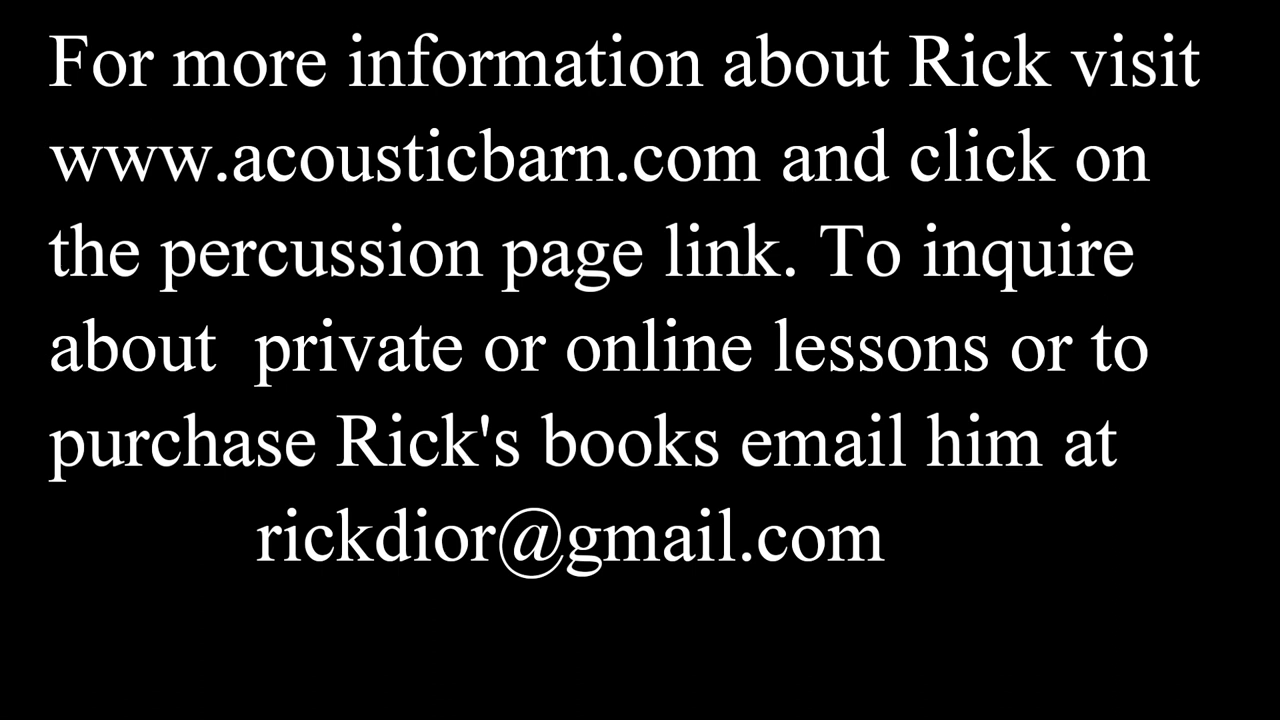 For more information about Rick visit
www.acousticbarn.com and click on
the percussion page link. To inquire
about  private or online lessons or to
purchase Rick's books email him at
rickdior@gmail.com